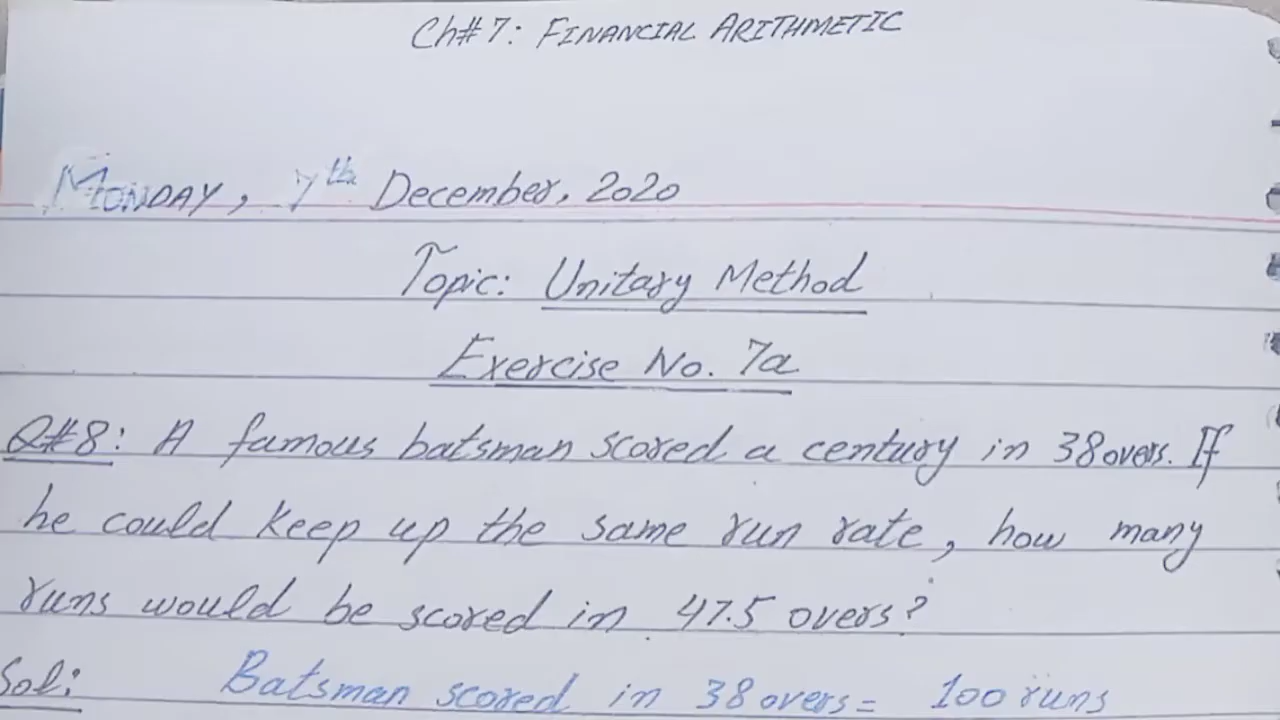 Ch#7: FINANCIAL ARITHMETIC
MONDAY, 7th December, 2020
Topic: Unitary Method
Exercise No. 7a
Q#8: A famous batsman scored a century in 38 overs. If
he could keep up the same run rate, how many
runs would be scored in 47.5 overs?
Sol: Batsman scored in 38 overs = 100 runs